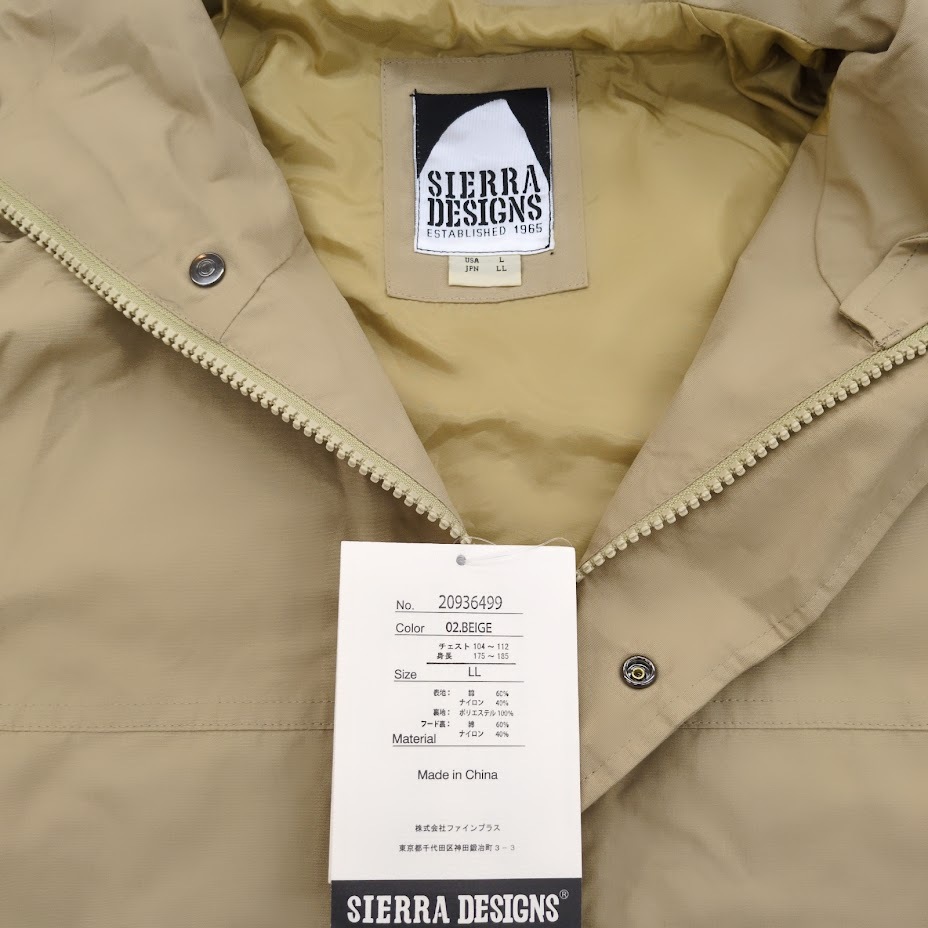 SIERRA
DESIGNS
ESTABLISHED 1965
USA L
JPN LL
No. 20936499
Color 02.BEIGE
チェスト 104～112
身長 175～185
Size LL
表地： 綿 60%
ナイロン 40%
裏地： ポリエステル 100%
フード裏： 綿 60%
Material ナイロン 40%
Made in China
株式会社ファインプラス
東京都千代田区神田鍛冶町３－３
SIERRA DESIGNS®